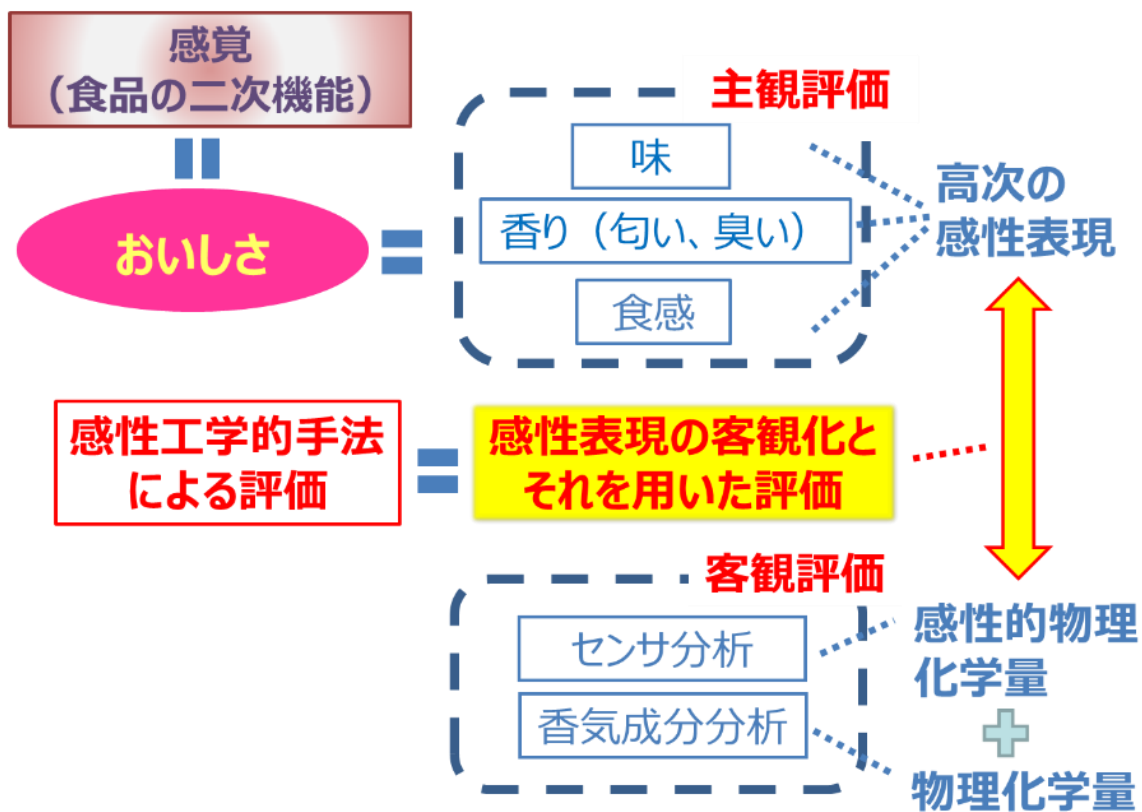 感覚
（食品の二次機能）
おいしさ
主観評価
味
香り（匂い、臭い）
食感
高次の
感性表現
感性工学的手法
による評価
感性表現の客観化と
それを用いた評価
客観評価
センサ分析
香気成分分析
感性的物理
化学量
物理化学量